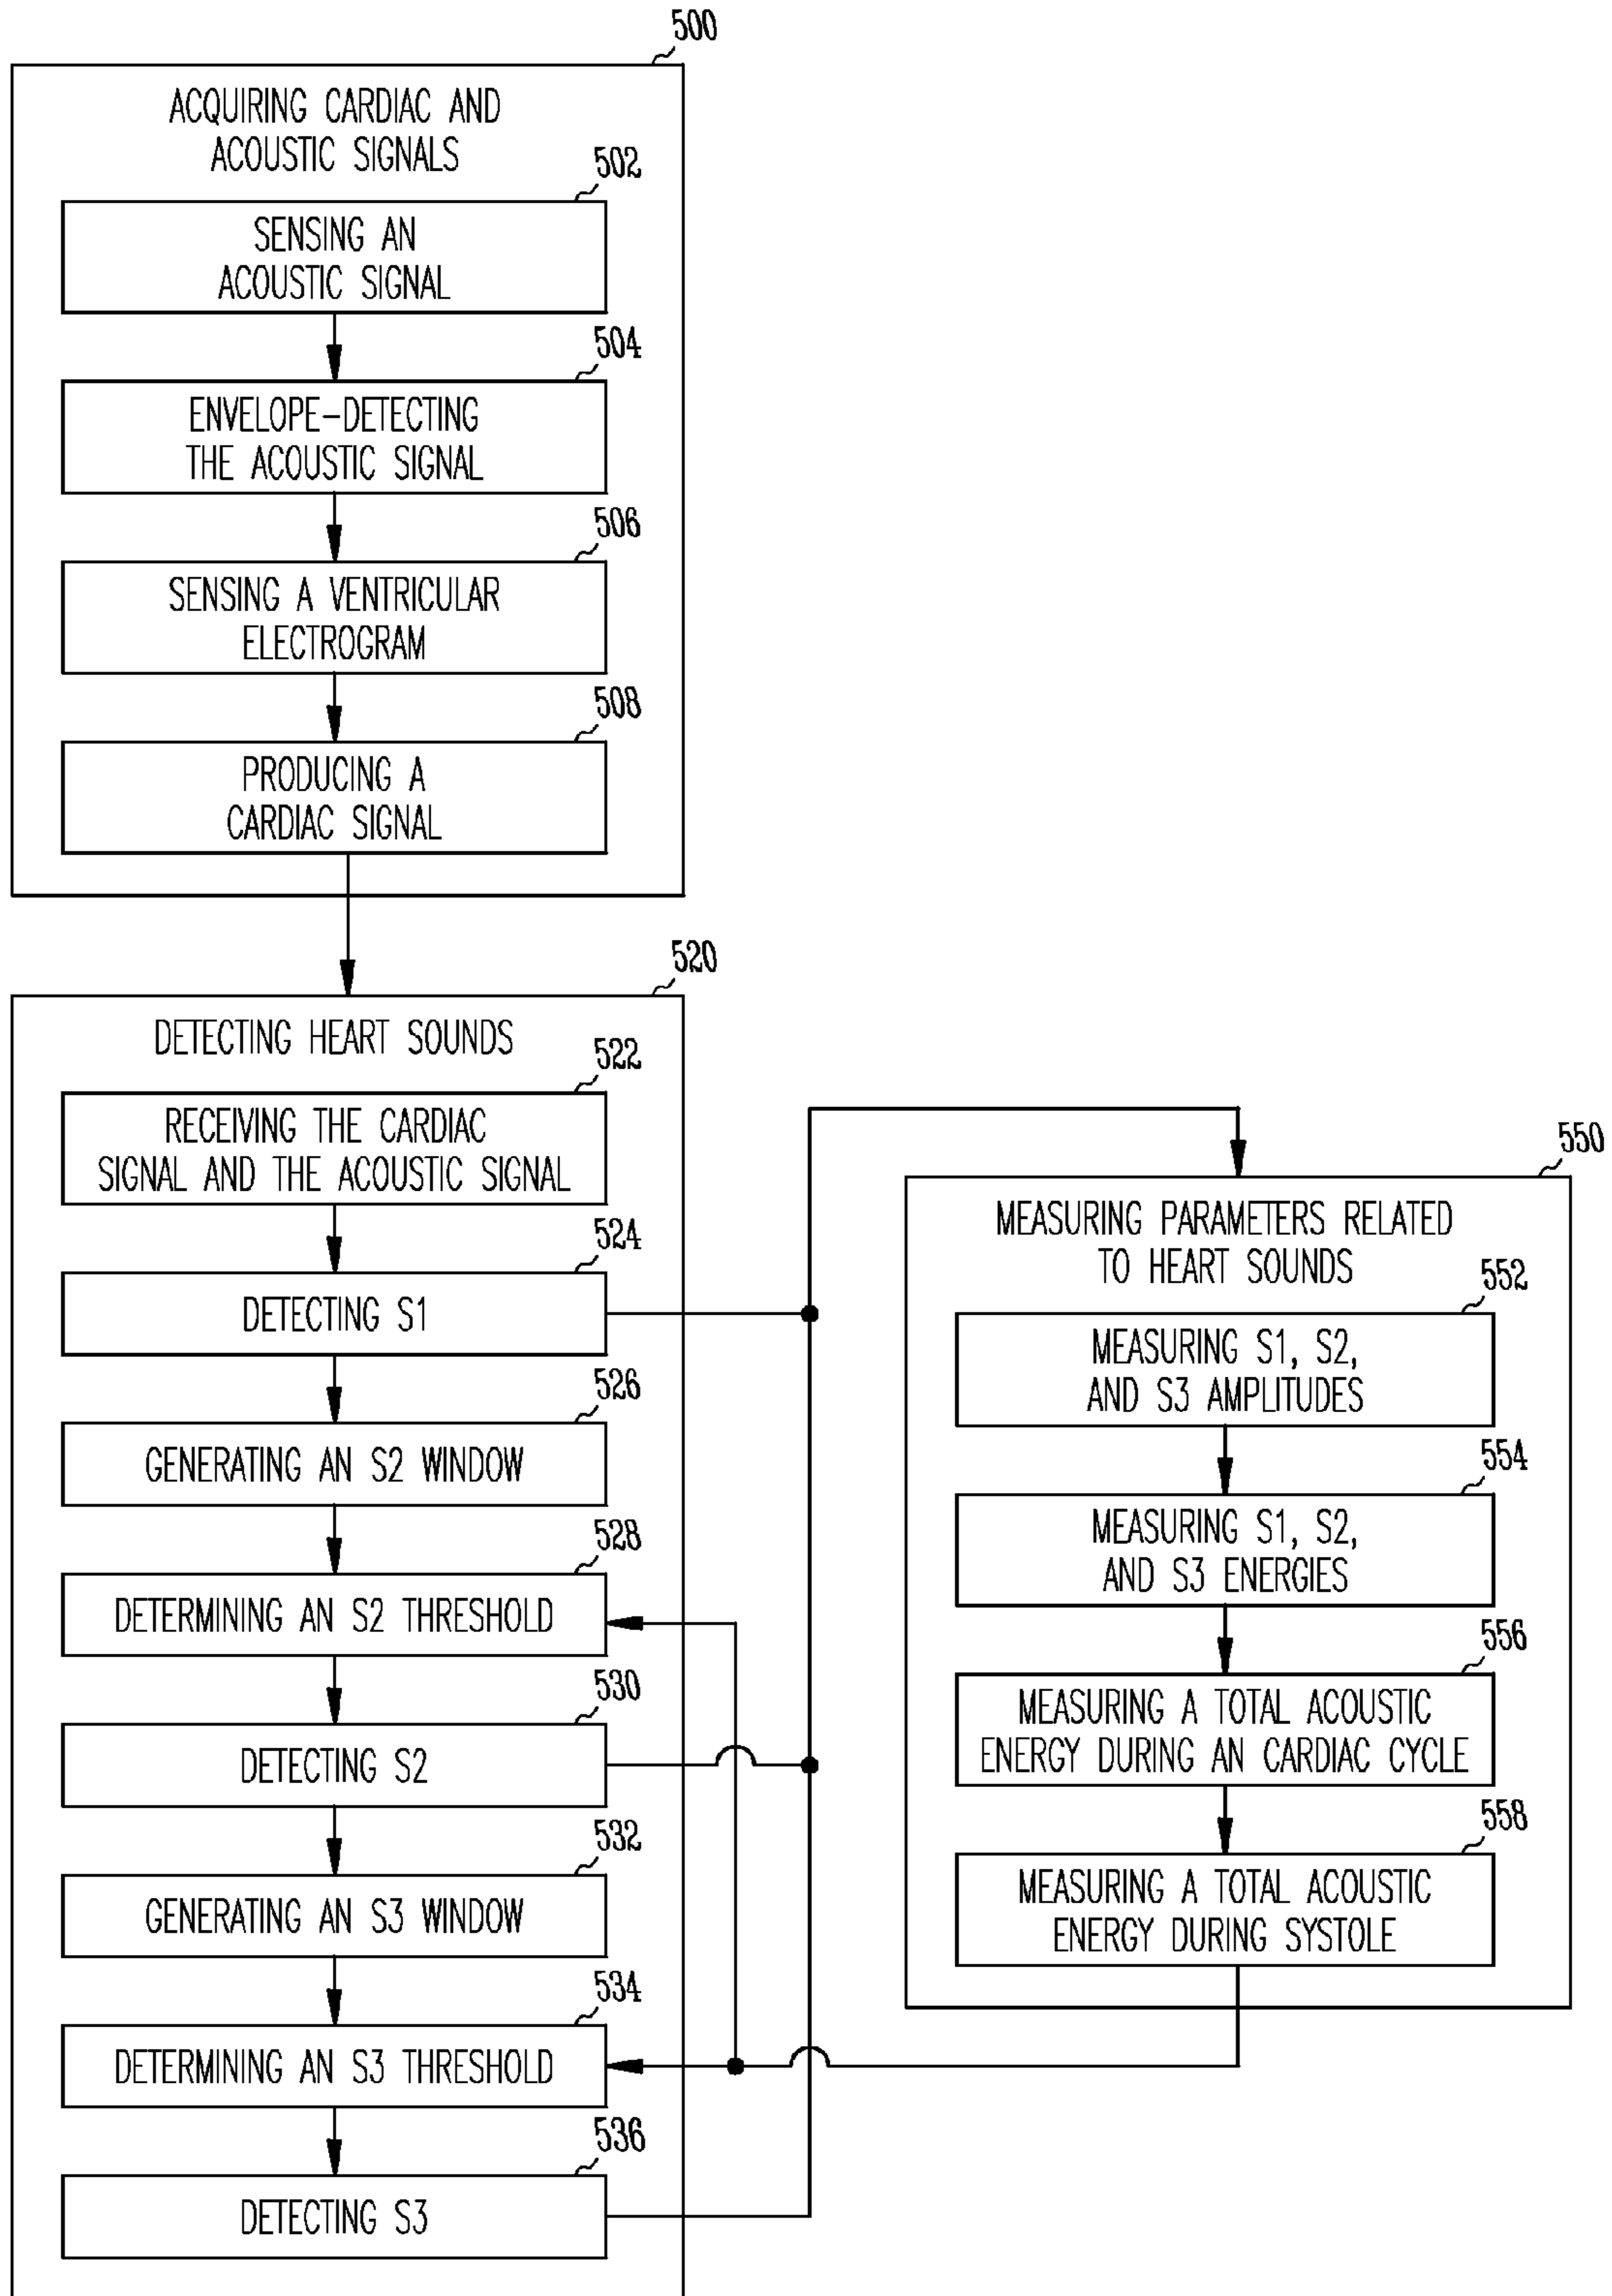 500
ACQUIRING CARDIAC AND
ACOUSTIC SIGNALS
502
SENSING AN
ACOUSTIC SIGNAL
504
ENVELOPE-DETECTING
THE ACOUSTIC SIGNAL
506
SENSING A VENTRICULAR
ELECTROGRAM
508
PRODUCING A
CARDIAC SIGNAL
520
DETECTING HEART SOUNDS
522
RECEIVING THE CARDIAC
SIGNAL AND THE ACOUSTIC SIGNAL
524
DETECTING S1
526
GENERATING AN S2 WINDOW
528
DETERMINING AN S2 THRESHOLD
530
DETECTING S2
532
GENERATING AN S3 WINDOW
534
DETERMINING AN S3 THRESHOLD
536
DETECTING S3
550
MEASURING PARAMETERS RELATED
TO HEART SOUNDS
552
MEASURING S1, S2,
AND S3 AMPLITUDES
554
MEASURING S1, S2,
AND S3 ENERGIES
556
MEASURING A TOTAL ACOUSTIC
ENERGY DURING AN CARDIAC CYCLE
558
MEASURING A TOTAL ACOUSTIC
ENERGY DURING SYSTOLE